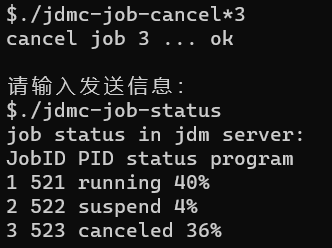 $./jdmc-job-cancel*3
cancel job 3 ... ok
请输入发送信息：
$./jdmc-job-status
job status in jdm server:
JobID PID status program
1 521 running 40%
2 522 suspend 4%
3 523 canceled 36%